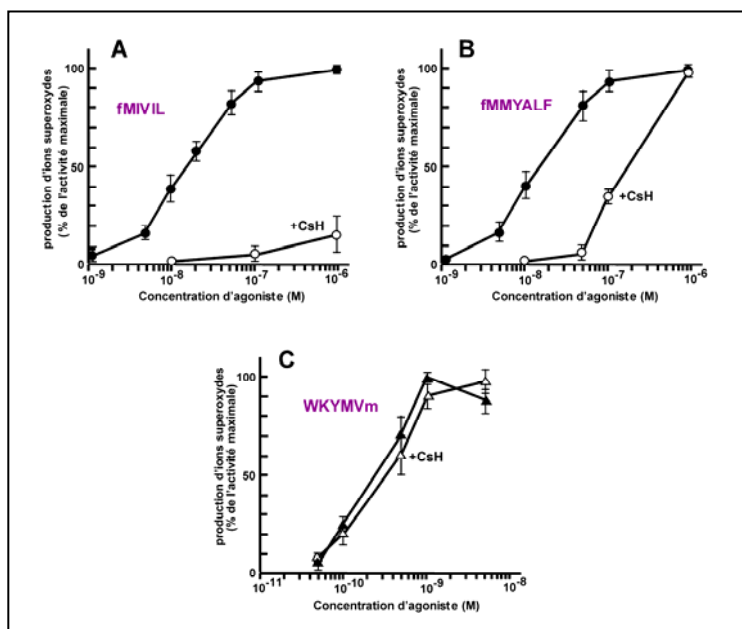 A
production d'ions superoxydes
(% de l'activité maximale)
100
50
0
fMIVIL
+CsH
10-9
10-8
10-7
10-6
Concentration d'agoniste (M)
B
production d'ions superoxydes
(% de l'activité maximale)
100
50
0
fMMYALF
+CsH
10-9
10-8
10-7
10-6
Concentration d'agoniste (M)
C
production d'ions superoxydes
(% de l'activité maximale)
100
50
0
WKYMVm
+CsH
10-11
10-10
10-9
10-8
Concentration d'agoniste (M)